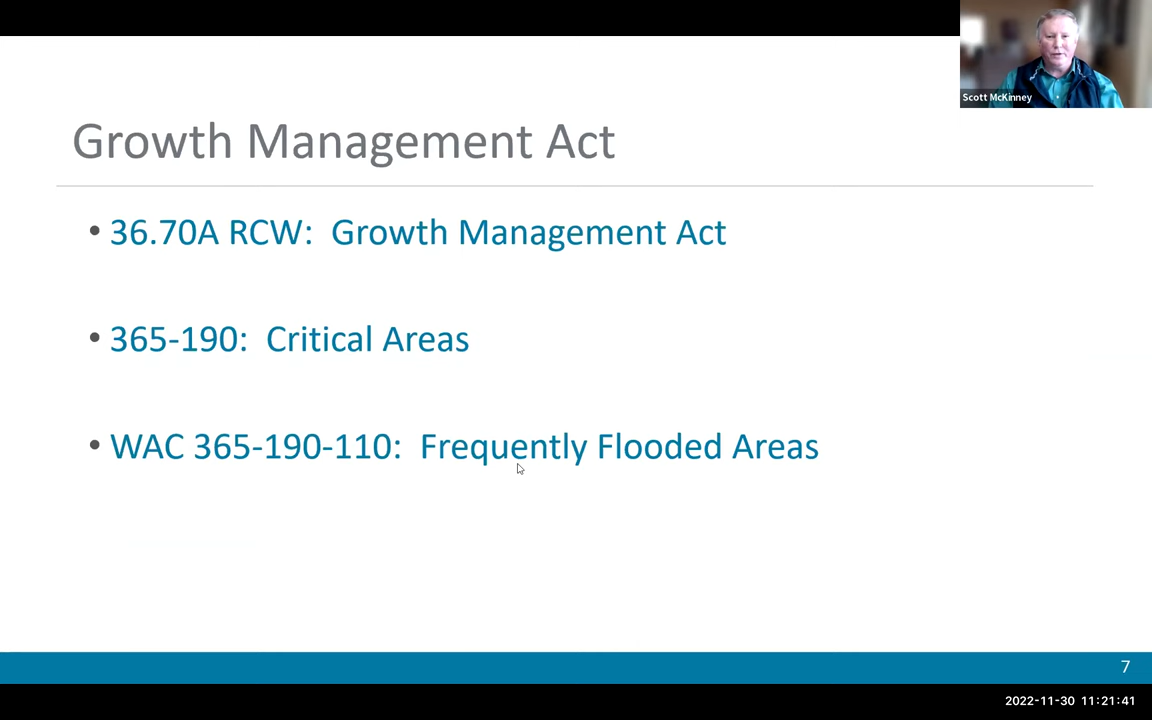 Scott McKinney
Growth Management Act
• 36.70A RCW:  Growth Management Act
• 365-190:  Critical Areas
• WAC 365-190-110:  Frequently Flooded Areas
7
2022-11-30 11:21:41